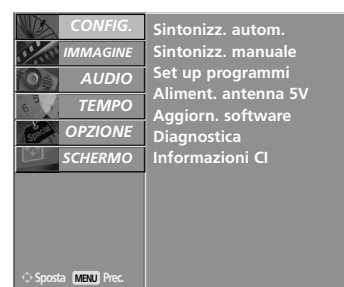 CONFIG.
IMMAGINE
AUDIO
TEMPO
OPZIONE
SCHERMO
Sintonizz. autom.
Sintonizz. manuale
Set up programmi
Aliment. antenna 5V
Aggiorn. software
Diagnostica
Informazioni CI
Special
Sposta MENU Prec.